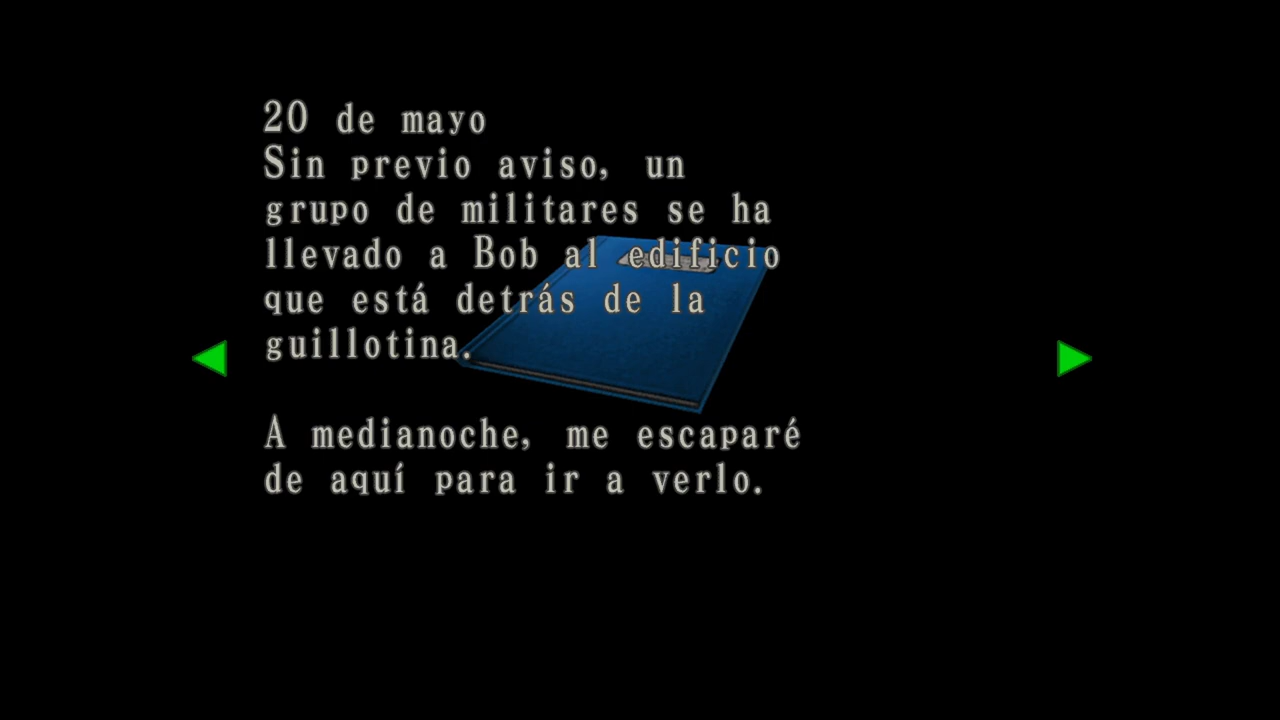 20 de mayo
Sin previo aviso, un
grupo de militares se ha
llevado a Bob al edificio
que está detrás de la
guillotina.
A medianoche, me escaparé
de aquí para ir a verlo.